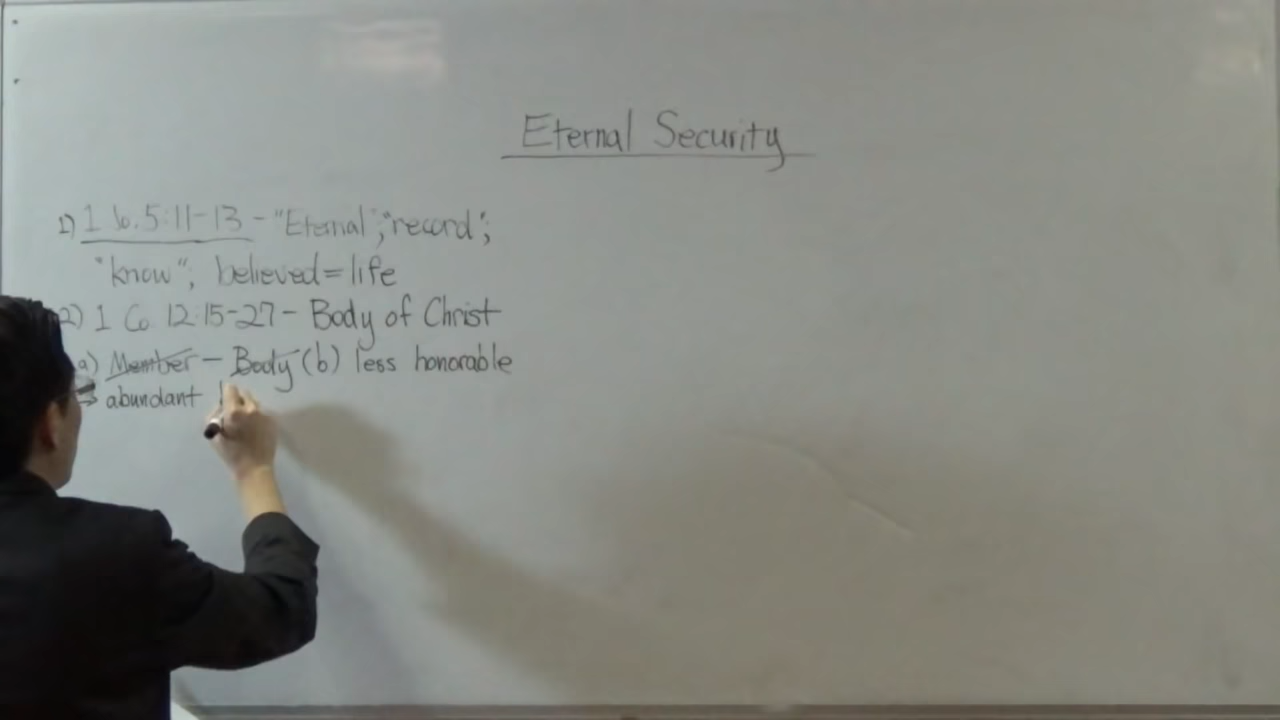 Eternal Security
1) 1 Jo. 5:11-13 - "Eternal"; "record";
"know"; believed = life
2) 1 Co. 12:15-27 - Body of Christ
a) Member - Body (b) less honorable
→ abundant